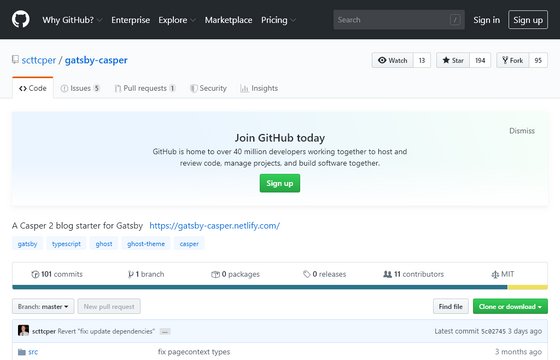 Why GitHub? Enterprise Explore Marketplace Pricing Search / Sign in Sign up
scttcper / gatsby-casper Watch 13 Star 194 Fork 95
Code Issues 5 Pull requests 1 Security Insights
Join GitHub today
Dismiss
GitHub is home to over 40 million developers working together to host and
review code, manage projects, and build software together.
Sign up
A Casper 2 blog starter for Gatsby https://gatsby-casper.netlify.com/
gatsby typescript ghost ghost-theme casper
101 commits 1 branch 0 packages 0 releases 11 contributors MIT
Branch: master New pull request Find file Clone or download
scttcper Revert "fix: update dependencies" ... Latest commit 5c02745 3 days ago
src fix pagecontext types 3 months ago